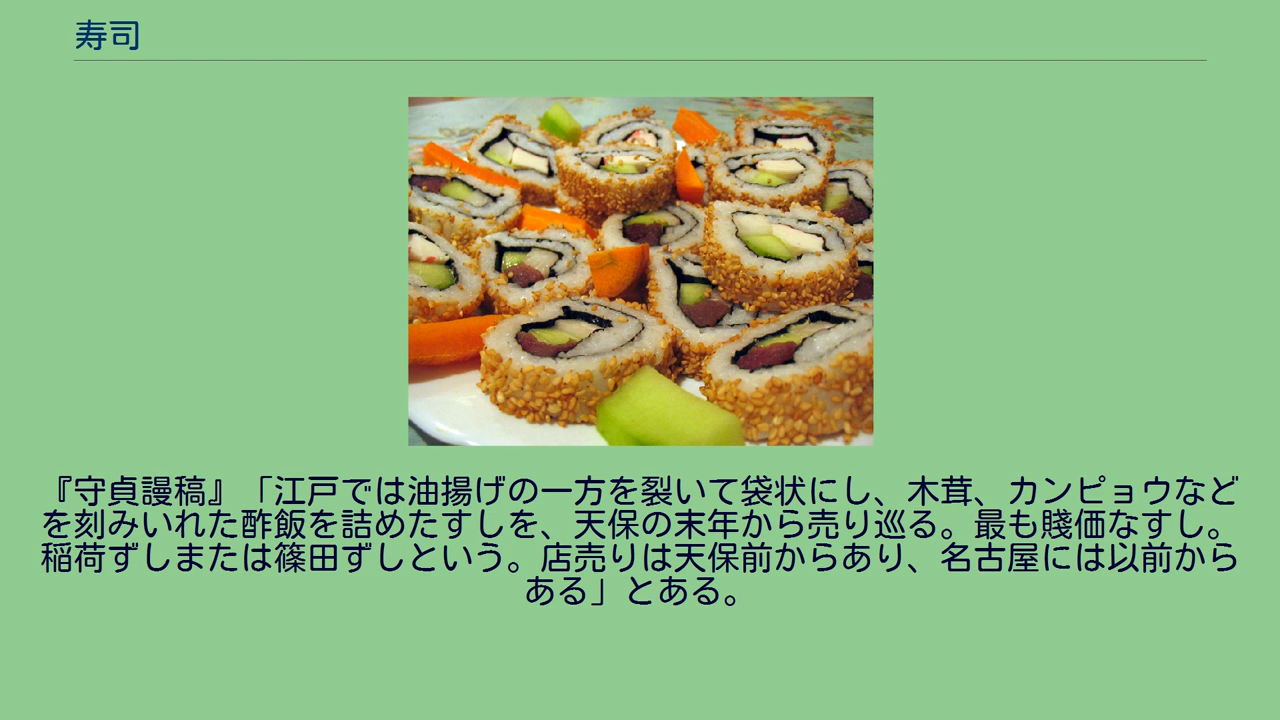 寿司
『守貞謾稿』「江戸では油揚げの一方を裂いて袋状にし、木茸、カンピョウなど
を刻みいれた酢飯を詰めたすしを、天保の末年から売り巡る。最も賤価なすし。
稲荷ずしまたは篠田ずしという。店売りは天保前からあり、名古屋には以前から
ある」とある。